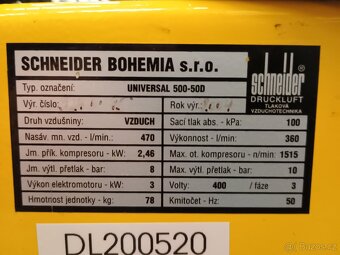 SCHNEIDER BOHEMIA s.r.o.
schneider
®
DRUCKLUFT
TLAKOVÁ
VZDUCHOTECHNIKA
Typ. označení: UNIVERSAL 500-50D
Výr. číslo: Rok výr.:
Druh vzdušniny: VZDUCH Sací tlak abs. - kPa: 100
Nasáv. mn. vzd. - l/min.: 470 Výkonnost - l/min.: 360
Jm. přík. kompresoru - kW: 2,46 Max. ot. kompresoru - l/min.: 1515
Jm. výtl. přetlak - bar: 8 Max. výtl. přetlak - bar: 10
Výkon elektromotoru - kW: 3 Volty: 400 / fáze 3
Hmotnost jednotky - kg: 78 Kmitočet - Hz: 50
DL200520